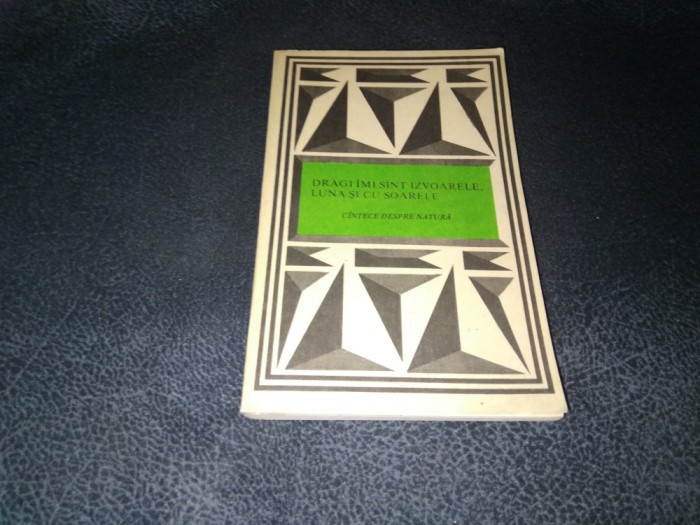 DRAGI ÎMI SÎNT IZVOARELE,
LUNA ȘI CU SOARELE
CÎNTECE DESPRE NATURĂ